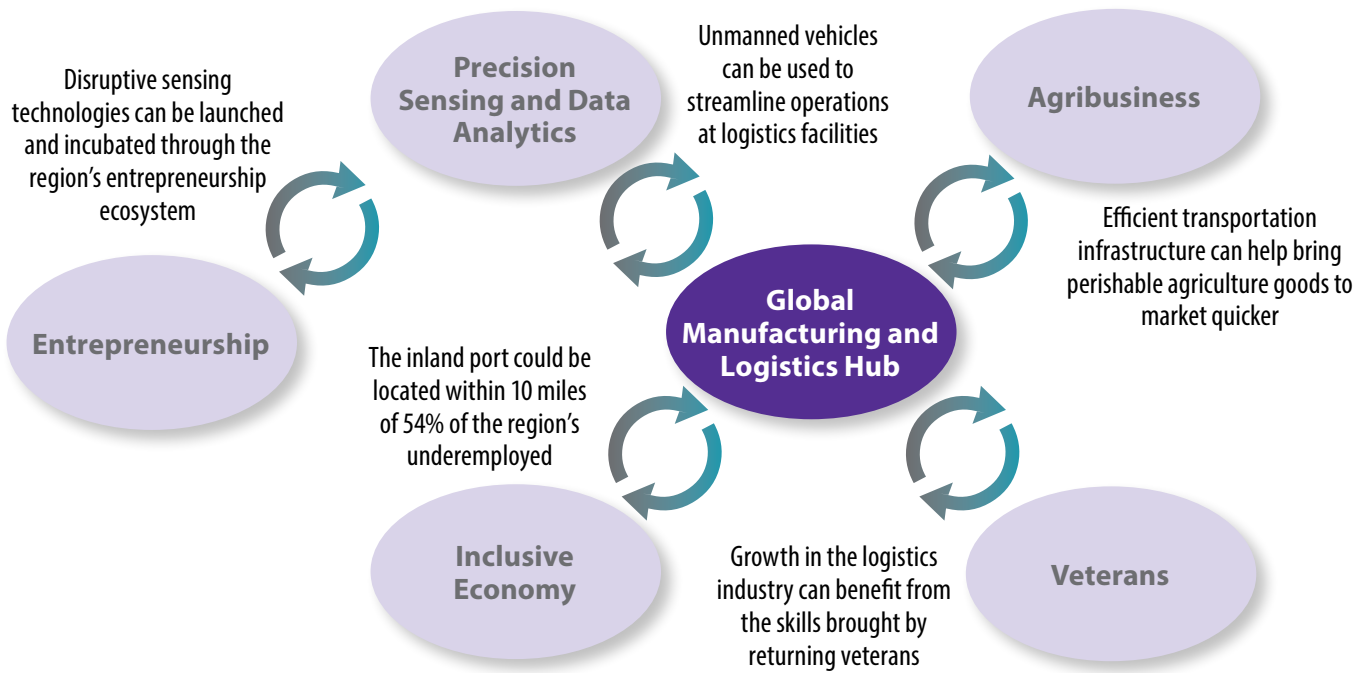 Disruptive sensing
technologies can be launched
and incubated through the
region’s entrepreneurship
ecosystem
Precision
Sensing and Data
Analytics
Unmanned vehicles
can be used to
streamline operations
at logistics facilities
Agribusiness
Efficient transportation
infrastructure can help bring
perishable agriculture goods to
market quicker
Entrepreneurship
Global
Manufacturing and
Logistics Hub
The inland port could be
located within 10 miles
of 54% of the region’s
underemployed
Inclusive
Economy
Growth in the logistics
industry can benefit from
the skills brought by
returning veterans
Veterans